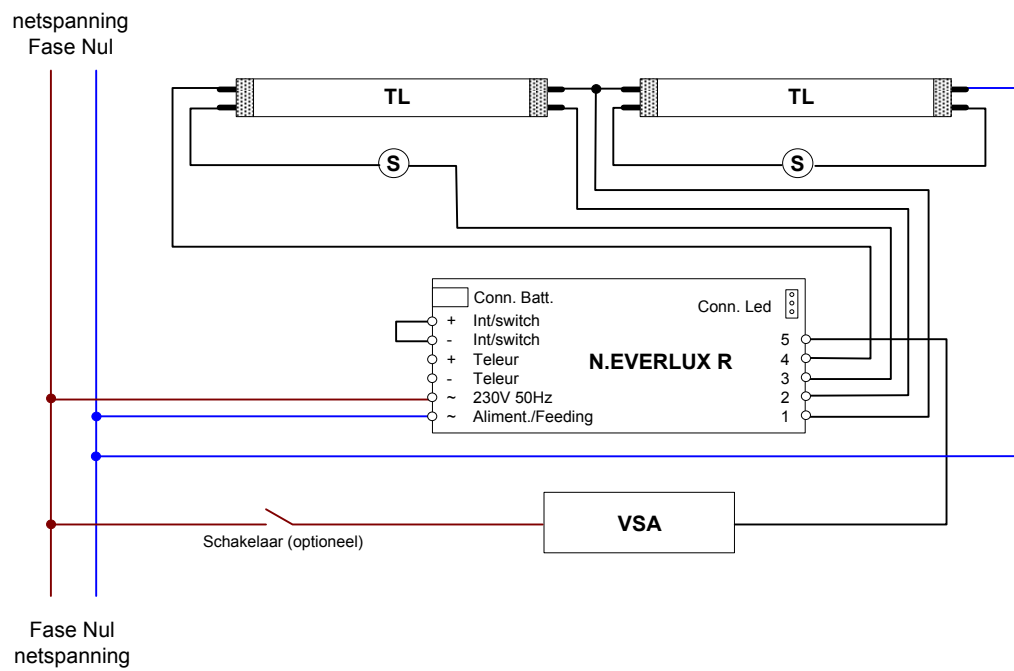 netspanning
Fase Nul
TL
TL
S
S
Conn. Batt.
Conn. Led
+ Int/switch
- Int/switch
+ Teleur
- Teleur
~ 230V 50Hz
~ Aliment./Feeding
N.EVERLUX R
5
4
3
2
1
VSA
Schakelaar (optioneel)
Fase Nul
netspanning